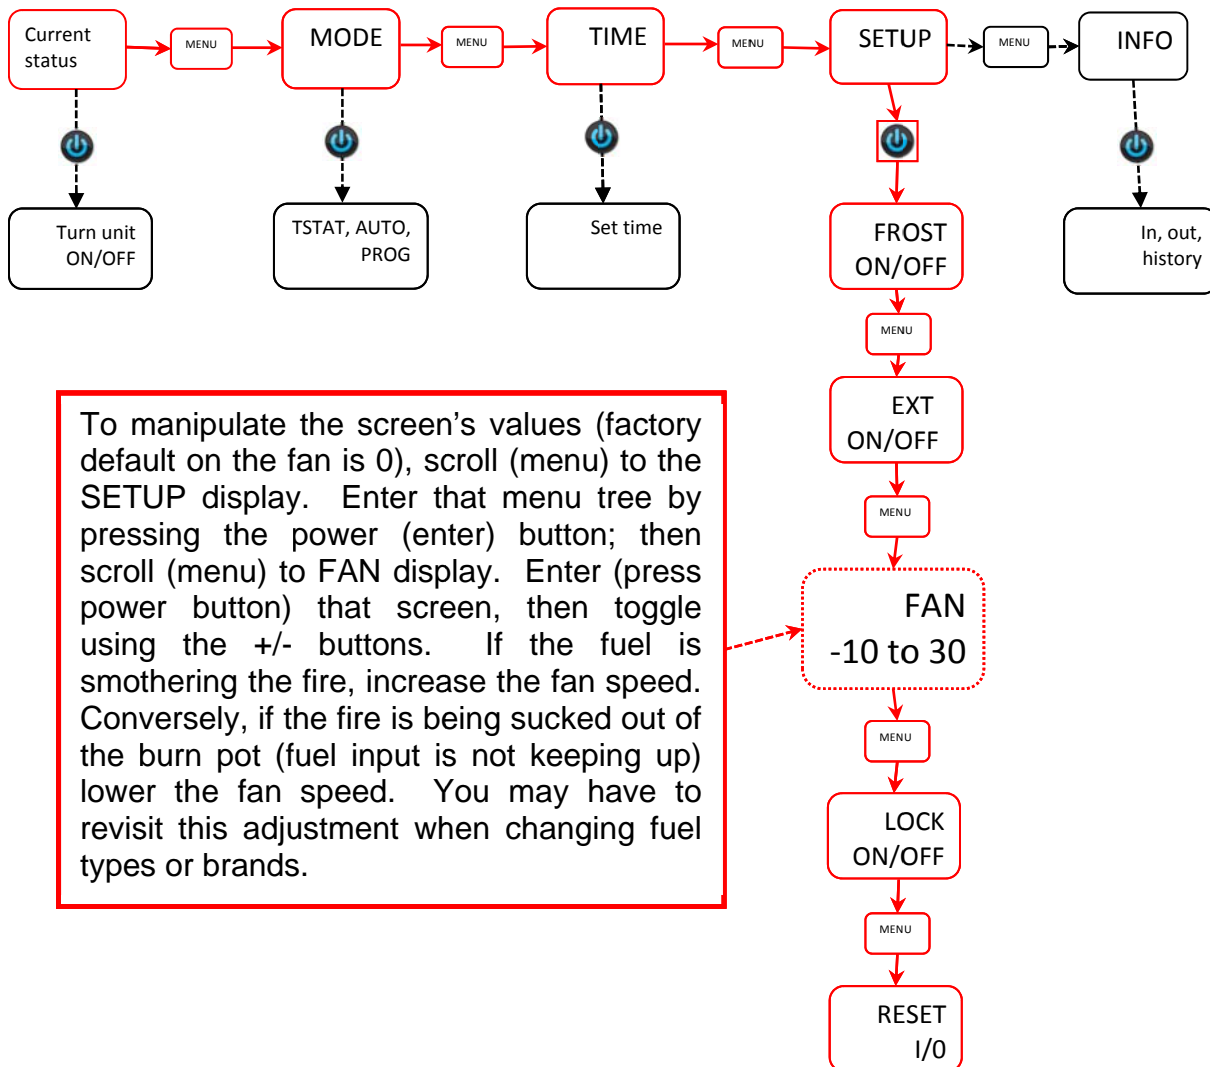 Current
status
MENU
MODE
MENU
TIME
MENU
SETUP
MENU
INFO
Turn unit
ON/OFF
TSTAT, AUTO,
PROG
Set time
FROST
ON/OFF
In, out,
history
MENU
EXT
ON/OFF
MENU
FAN
-10 to 30
MENU
LOCK
ON/OFF
MENU
RESET
I/0
To manipulate the screen’s values (factory
default on the fan is 0), scroll (menu) to the
SETUP display. Enter that menu tree by
pressing the power (enter) button; then
scroll (menu) to FAN display. Enter (press
power button) that screen, then toggle
using the +/- buttons. If the fuel is
smothering the fire, increase the fan speed.
Conversely, if the fire is being sucked out of
the burn pot (fuel input is not keeping up)
lower the fan speed. You may have to
revisit this adjustment when changing fuel
types or brands.